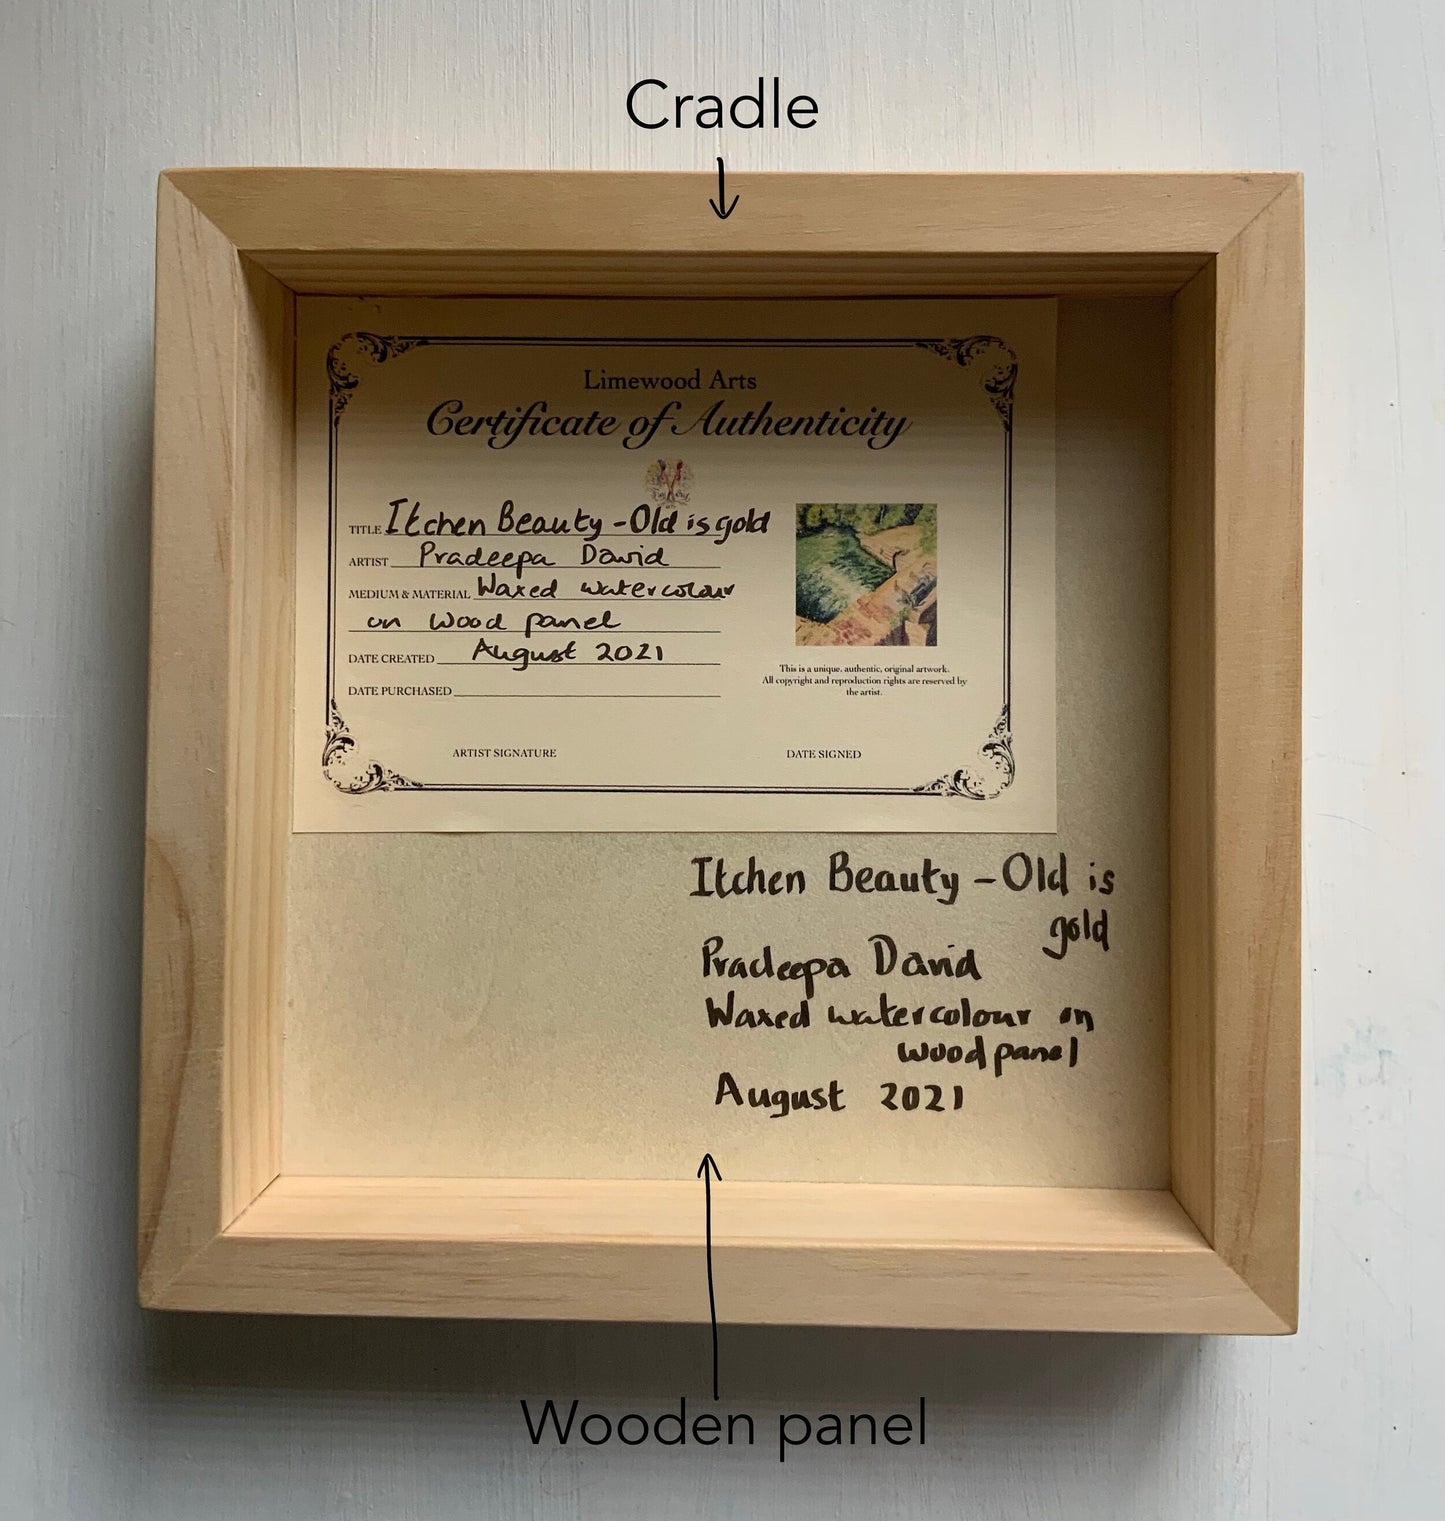 Cradle
Limewood Arts
Certificate of Authenticity
TITLE Itchen Beauty - Old is gold
ARTIST Pradeepa David
MEDIUM & MATERIAL Waxed watercolour
on wood panel
DATE CREATED August 2021
DATE PURCHASED
This is a unique, authentic, original artwork.
All copyright and reproduction rights are reserved by
the artist.
ARTIST SIGNATURE DATE SIGNED
Itchen Beauty - Old is
gold
Pradeepa David
Waxed watercolour on
wood panel
August 2021
Wooden panel